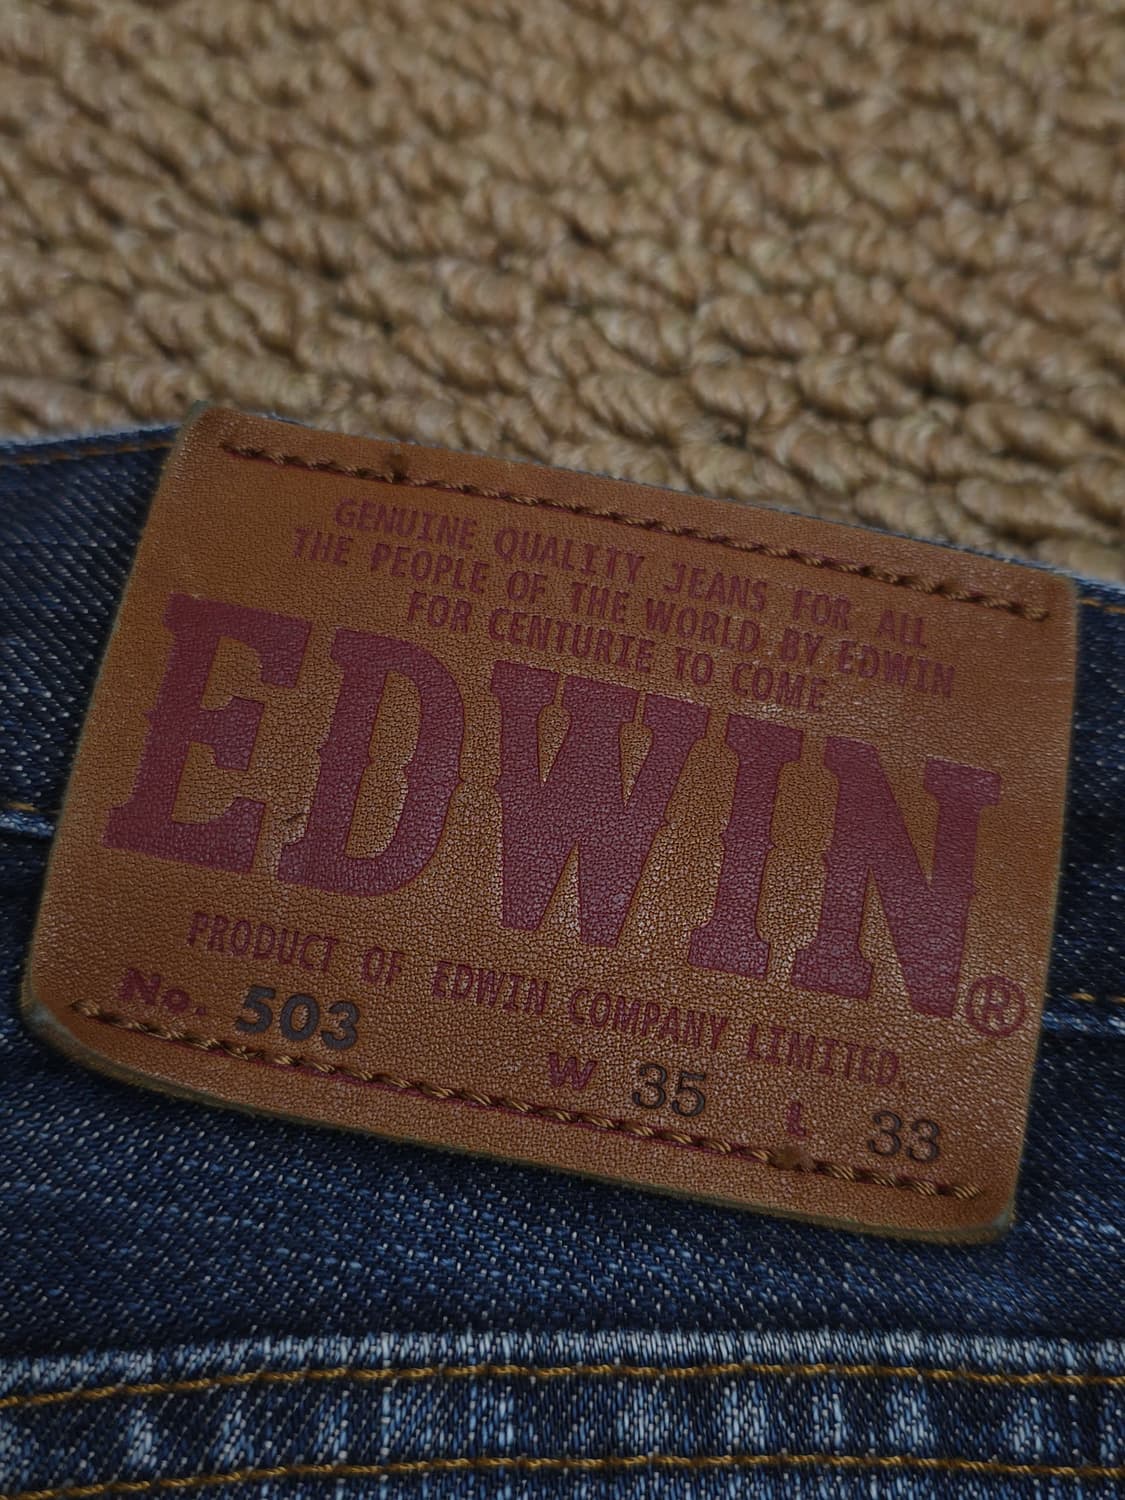 GENUINE QUALITY JEANS FOR ALL
THE PEOPLE OF THE WORLD BY EDWIN
FOR CENTURIE TO COME
EDWIN®
PRODUCT OF EDWIN COMPANY LIMITED.
No. 503 W 35 L 33